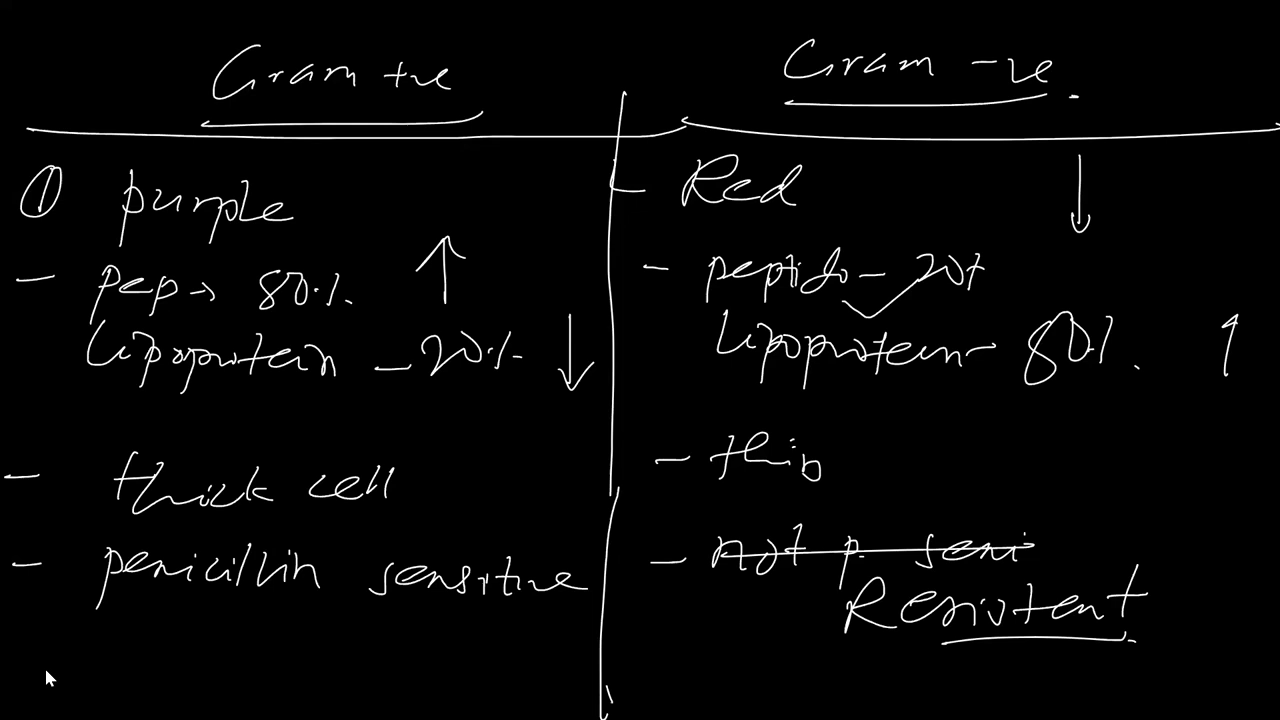 Gram +ve
Gram -ve.
① purple
- pep → 80% ↑
lipoprotein - 20% ↓
- thick cell
- penicillin sensitive
- Red ↓
- peptido - 20%
lipoprotein - 80%. ↑
- thin
- not p. sensi
Resistent